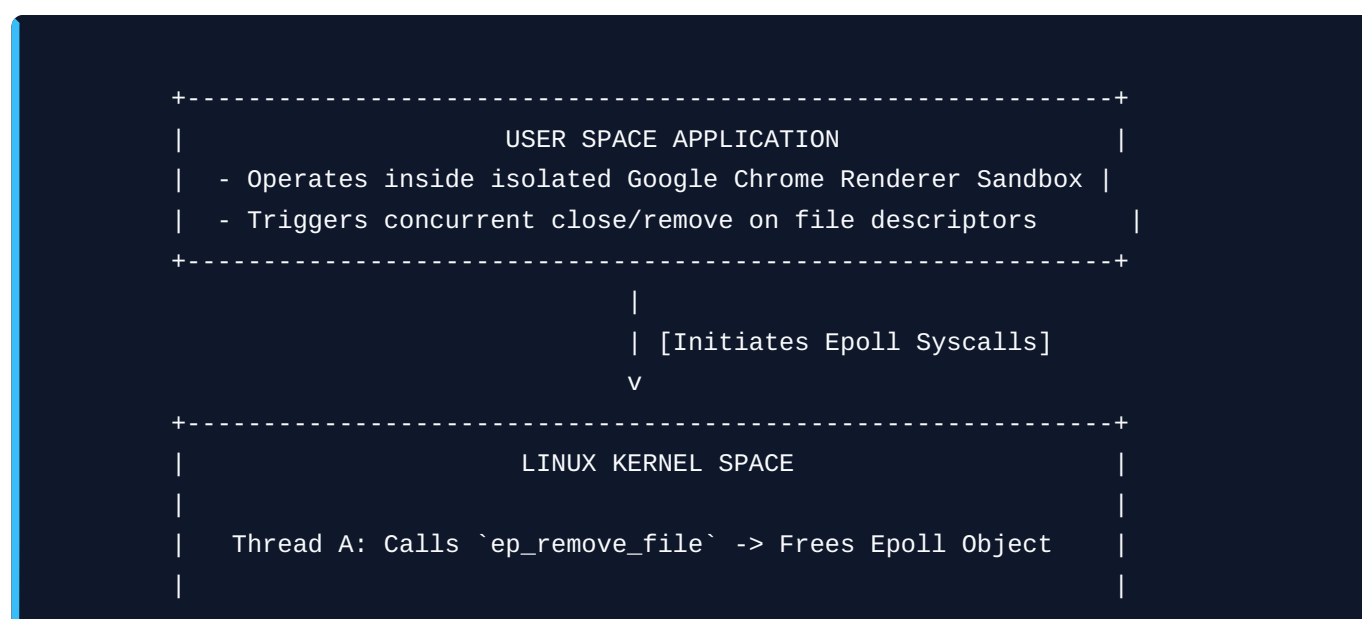 +-------------------------------------------------------------+
|                     USER SPACE APPLICATION                  |
|  - Operates inside isolated Google Chrome Renderer Sandbox |
|  - Triggers concurrent close/remove on file descriptors      |
+-------------------------------------------------------------+
                              |
                              | [Initiates Epoll Syscalls]
                              v
+-------------------------------------------------------------+
|                      LINUX KERNEL SPACE                     |
|                                                             |
|   Thread A: Calls `ep_remove_file` -> Frees Epoll Object    |
|                                                             |